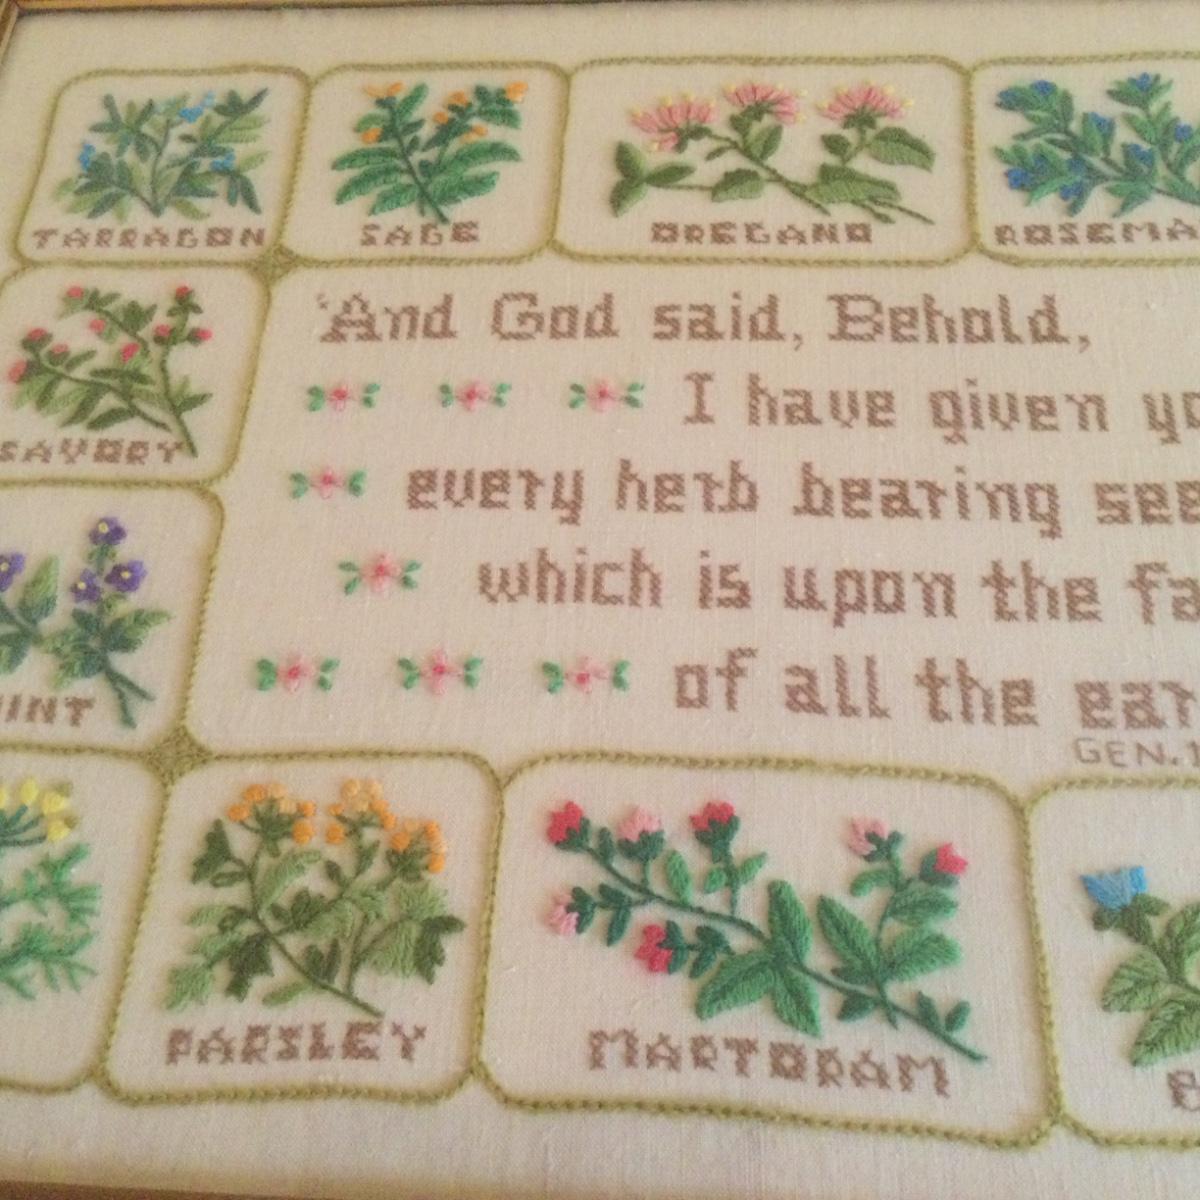 TARRAGON SAGE OREGANO ROSEMA
'And God said, Behold,
I have given yo
SAVORY
every herb bearing see
which is upon the fa
of all the ear
INT
GEN. 1
PARSLEY MARTORAM B